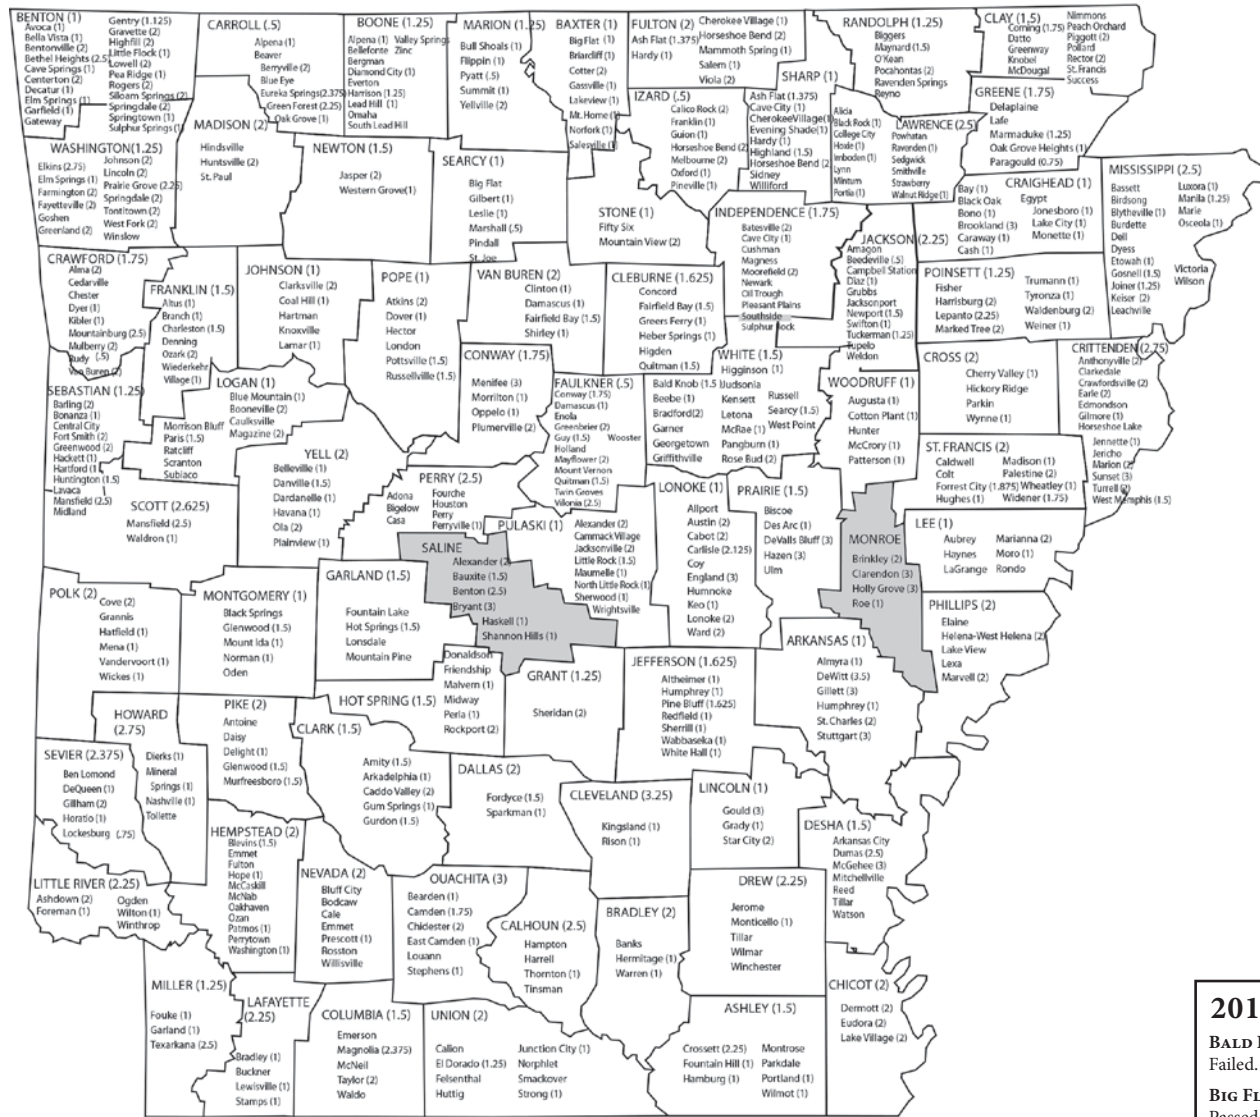 BENTON (1)
Avoca (1)
Bella Vista (1)
Bentonville (2)
Bethel Heights (2.5)
Cave Springs (1)
Centerton (2)
Decatur (1)
Elm Springs (1)
Garfield (1)
Gateway
Gentry (1.125)
Gravette (2)
Highfill (2)
Little Flock (1)
Lowell (2)
Pea Ridge (1)
Rogers (2)
Siloam Springs (2)
Springdale (2)
Springtown (1)
Sulphur Springs (1)
CARROLL (.5)
Alpena (1)
Beaver
Berryville (2)
Blue Eye
Eureka Springs(2.375)
Green Forest (2.25)
Oak Grove (1)
BOONE (1.25)
Alpena (1) Valley Springs
Bellefonte Zinc
Bergman
Diamond City (1)
Everton
Harrison (1.25)
Lead Hill (1)
Omaha
South Lead Hill
MARION (1.25)
Bull Shoals (1)
Flippin (1)
Pyatt (.5)
Summit (1)
Yellville (2)
BAXTER (1)
Big Flat (1)
Briarcliff (1)
Cotter (2)
Gassville (1)
Lakeview (1)
Mt. Home (1)
Norfork (1)
Salesville (1)
FULTON (2)
Ash Flat (1.375)
Hardy (1)
Cherokee Village (1)
Horseshoe Bend (2)
Mammoth Spring (1)
Salem (1)
Viola (2)
SHARP (1)
Ash Flat (1.375)
Cave City (1)
CherokeeVillage(1)
Evening Shade(1)
Hardy (1)
Highland (1.5)
Horseshoe Bend (2)
Sidney
Williford
RANDOLPH (1.25)
Biggers
Maynard (1.5)
O'Kean
Pocahontas (2)
Ravenden Springs
Reyno
CLAY (1.5)
Corning (1.75)
Datto
Greenway
Knobel
McDougal
Nimmons
Peach Orchard
Piggott (2)
Pollard
Rector (2)
St. Francis
Success
GREENE (1.75)
Delaplaine
Lafe
Marmaduke (1.25)
Oak Grove Heights (1)
Paragould (0.75)
WASHINGTON(1.25)
Elkins (2.75)
Elm Springs (1)
Farmington (2)
Fayetteville (2)
Goshen
Greenland (2)
Johnson (2)
Lincoln (2)
Prairie Grove (2.25)
Springdale (2)
Tontitown (2)
West Fork (2)
Winslow
MADISON (2)
Hindsville
Huntsville (2)
St. Paul
NEWTON (1.5)
Jasper (2)
Western Grove(1)
SEARCY (1)
Big Flat
Gilbert (1)
Leslie (1)
Marshall (.5)
Pindall
St. Joe
IZARD (.5)
Calico Rock (2)
Franklin (1)
Guion (1)
Horseshoe Bend (2)
Melbourne (2)
Oxford (1)
Pineville (1)
STONE (1)
Fifty Six
Mountain View (2)
LAWRENCE (2.5)
Alicia
Black Rock (1)
College City
Hoxie (1)
Imboden (1)
Lynn
Minturn
Portia (1)
Powhatan
Ravenden (1)
Sedgwick
Smithville
Strawberry
Walnut Ridge (1)
INDEPENDENCE (1.75)
Batesville (2)
Cave City (1)
Cushman
Magness
Moorefield (2)
Newark
Oil Trough
Pleasant Plains
Southside
Sulphur Rock
JACKSON (2.25)
Amagon
Beedeville (.5)
Campbell Station
Diaz (1)
Grubbs
Jacksonport
Newport (1.5)
Swifton (1)
Tuckerman (1.25)
Tupelo
Weldon
CRAIGHEAD (1)
Bay (1)
Black Oak
Bono (1)
Brookland (3)
Caraway (1)
Cash (1)
Egypt
Jonesboro (1)
Lake City (1)
Monette (1)
MISSISSIPPI (2.5)
Bassett
Birdsong
Blytheville (1)
Burdette
Dell
Dyess
Etowah (1)
Gosnell (1.5)
Joiner (1.25)
Keiser (2)
Leachville
Luxora (1)
Manila (1.25)
Marie
Osceola (1)
Victoria
Wilson
CRAWFORD (1.75)
Alma (2)
Cedarville
Chester
Dyer (1)
Kibler (1)
Mountainburg (2.5)
Mulberry (2)
Rudy (.5)
Van Buren (2)
FRANKLIN (1.5)
Altus (1)
Branch (1)
Charleston (1.5)
Denning
Ozark (2)
Wiederkehr
Village (1)
JOHNSON (1)
Clarksville (2)
Coal Hill (1)
Hartman
Knoxville
Lamar (1)
POPE (1)
Atkins (2)
Dover (1)
Hector
London
Pottsville (1.5)
Russellville (1.5)
VAN BUREN (2)
Clinton (1)
Damascus (1)
Fairfield Bay (1.5)
Shirley (1)
CLEBURNE (1.625)
Concord
Fairfield Bay (1.5)
Greers Ferry (1)
Heber Springs (1)
Higden
Quitman (1.5)
POINSETT (1.25)
Fisher
Harrisburg (2)
Lepanto (2.25)
Marked Tree (2)
Trumann (1)
Tyronza (1)
Waldenburg (2)
Weiner (1)
CROSS (2)
Cherry Valley (1)
Hickory Ridge
Parkin
Wynne (1)
CRITTENDEN (2.75)
Anthonyville (2)
Clarkedale
Crawfordsville (2)
Earle (2)
Edmondson
Gilmore (1)
Horseshoe Lake
Jennette (1)
Jericho
Marion (2)
Sunset (3)
Turrell (2)
West Memphis (1.5)
SEBASTIAN (1.25)
Barling (2)
Bonanza (1)
Central City
Fort Smith (2)
Greenwood (2)
Hackett (1)
Hartford (1)
Huntington (1.5)
Lavaca
Mansfield (2.5)
Midland
LOGAN (1)
Blue Mountain (1)
Booneville (2)
Caulksville
Magazine (2)
Morrison Bluff
Paris (1.5)
Ratcliff
Scranton
Subiaco
CONWAY (1.75)
Menifee (3)
Morrilton (1)
Oppelo (1)
Plumerville (2)
FAULKNER (.5)
Conway (1.75)
Damascus (1)
Enola
Greenbrier (2)
Guy (1.5) Wooster
Holland
Mayflower (2)
Mount Vernon
Quitman (1.5)
Twin Groves
Vilonia (2.5)
WHITE (1.5)
Bald Knob (1.5)
Beebe (1)
Bradford(2)
Garner
Georgetown
Griffithville
Higginson (1)
Judsonia
Kensett
Letona
McRae (1)
Pangburn (1)
Rose Bud (2)
Russell
Searcy (1.5)
West Point
WOODRUFF (1)
Augusta (1)
Cotton Plant (1)
Hunter
McCrory (1)
Patterson (1)
ST. FRANCIS (2)
Caldwell
Colt
Forrest City (1.875)
Hughes (1)
Madison (1)
Palestine (2)
Wheatley (1)
Widener (1.75)
SCOTT (2.625)
Mansfield (2.5)
Waldron (1)
YELL (2)
Belleville (1)
Danville (1.5)
Dardanelle (1)
Havana (1)
Ola (2)
Plainview (1)
PERRY (2.5)
Adona
Bigelow
Casa
Fourche
Houston
Perry
Perryville (1)
PULASKI (1)
Alexander (2)
Cammack Village
Jacksonville (2)
Little Rock (1.5)
Maumelle (1)
North Little Rock (1)
Sherwood (1)
Wrightsville
LONOKE (1)
Allport
Austin (2)
Cabot (2)
Carlisle (2.125)
Coy
England (3)
Humnoke
Keo (1)
Lonoke (2)
Ward (2)
PRAIRIE (1.5)
Biscoe
Des Arc (1)
DeValls Bluff (3)
Hazen (3)
Ulm
MONROE
Brinkley (2)
Clarendon (3)
Holly Grove (3)
Roe (1)
LEE (1)
Aubrey
Haynes
LaGrange
Marianna (2)
Moro (1)
Rondo
PHILLIPS (2)
Elaine
Helena-West Helena (2)
Lake View
Lexa
Marvell (2)
SALINE
Alexander (2)
Bauxite (1.5)
Benton (2.5)
Bryant (3)
Haskell (1)
Shannon Hills (1)
POLK (2)
Cove (2)
Grannis
Hatfield (1)
Mena (1)
Vandervoort (1)
Wickes (1)
MONTGOMERY (1)
Black Springs
Glenwood (1.5)
Mount Ida (1)
Norman (1)
Oden
GARLAND (1.5)
Fountain Lake
Hot Springs (1.5)
Lonsdale
Mountain Pine
HOT SPRING (1.5)
Donaldson
Friendship
Malvern (1)
Midway
Perla (1)
Rockport (2)
GRANT (1.25)
Sheridan (2)
JEFFERSON (1.625)
Altheimer (1)
Humphrey (1)
Pine Bluff (1.625)
Redfield (1)
Sherrill (1)
Wabbaseka (1)
White Hall (1)
ARKANSAS (1)
Almyra (1)
DeWitt (3.5)
Gillett (3)
Humphrey (1)
St. Charles (2)
Stuttgart (3)
HOWARD
(2.75)
Dierks (1)
Mineral
Springs (1)
Nashville (1)
Tollette
PIKE (2)
Antoine
Daisy
Delight (1)
Glenwood (1.5)
Murfreesboro (1.5)
CLARK (1.5)
Amity (1.5)
Arkadelphia (1)
Caddo Valley (2)
Gum Springs (1)
Gurdon (1.5)
DALLAS (2)
Fordyce (1.5)
Sparkman (1)
CLEVELAND (3.25)
Kingsland (1)
Rison (1)
LINCOLN (1)
Gould (3)
Grady (1)
Star City (2)
DESHA (1.5)
Arkansas City
Dumas (2.5)
McGehee (3)
Mitchellville
Reed
Tillar
Watson
SEVIER (2.375)
Ben Lomond
DeQueen (1)
Gillham (2)
Horatio (1)
Lockesburg (.75)
LITTLE RIVER (2.25)
Ashdown (2)
Foreman (1)
Ogden
Wilton (1)
Winthrop
HEMPSTEAD (2)
Blevins (1.5)
Emmet
Fulton
Hope (1)
McCaskill
McNab
Oakhaven
Ozan
Patmos (1)
Perrytown
Washington (1)
NEVADA (2)
Bluff City
Bodcaw
Cale
Emmet
Prescott (1)
Rosston
Willisville
OUACHITA (3)
Bearden (1)
Camden (1.75)
Chidester (2)
East Camden (1)
Louann
Stephens (1)
CALHOUN (2.5)
Hampton
Harrell
Thornton (1)
Tinsman
BRADLEY (2)
Banks
Hermitage (1)
Warren (1)
DREW (2.25)
Jerome
Monticello (1)
Tillar
Wilmar
Winchester
CHICOT (2)
Dermott (2)
Eudora (2)
Lake Village (2)
MILLER (1.25)
Fouke (1)
Garland (1)
Texarkana (2.5)
LAFAYETTE
(2.25)
Bradley (1)
Buckner
Lewisville (1)
Stamps (1)
COLUMBIA (1.5)
Emerson
Magnolia (2.375)
McNeil
Taylor (2)
Waldo
UNION (2)
Calion
El Dorado (1.25)
Felsenthal
Huttig
Junction City (1)
Norphlet
Smackover
Strong (1)
ASHLEY (1.5)
Crossett (2.25)
Fountain Hill (1)
Hamburg (1)
Montrose
Parkdale
Portland (1)
Wilmot (1)
201
BALD
Failed.
BIG
Passed